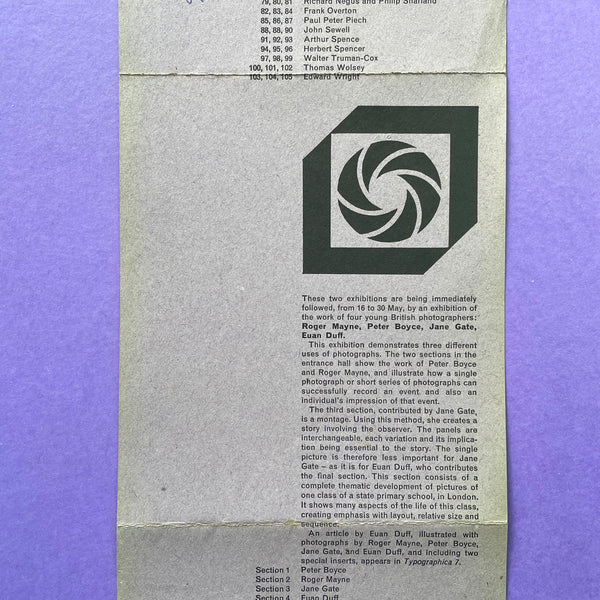 79, 80, 81 Richard Negus and Philip Sharland
82, 83, 84 Frank Overton
85, 86, 87 Paul Peter Piech
88, 88, 90 John Sewell
91, 92, 93 Arthur Spence
94, 95, 96 Herbert Spencer
97, 98, 99 Walter Truman-Cox
100, 101, 102 Thomas Wolsey
103, 104, 105 Edward Wright
These two exhibitions are being immediately
followed, from 16 to 30 May, by an exhibition of
the work of four young British photographers:
Roger Mayne, Peter Boyce, Jane Gate,
Euan Duff.
This exhibition demonstrates three different
uses of photographs. The two sections in the
entrance hall show the work of Peter Boyce
and Roger Mayne, and illustrate how a single
photograph or short series of photographs can
successfully record an event and also an
individual's impression of that event.
The third section, contributed by Jane Gate,
is a montage. Using this method, she creates a
story involving the observer. The panels are
interchangeable, each variation and its implica-
tion being essential to the story. The single
picture is therefore less important for Jane
Gate – as it is for Euan Duff, who contributes
the final section. This section consists of a
complete thematic development of pictures of
one class of a state primary school, in London.
It shows many aspects of the life of this class,
creating emphasis with layout, relative size and
sequence.
An article by Euan Duff, illustrated with
photographs by Roger Mayne, Peter Boyce,
Jane Gate, and Euan Duff, and including two
special inserts, appears in Typographica 7.
Section 1 Peter Boyce
Section 2 Roger Mayne
Section 3 Jane Gate
Section 4 Euan Duff